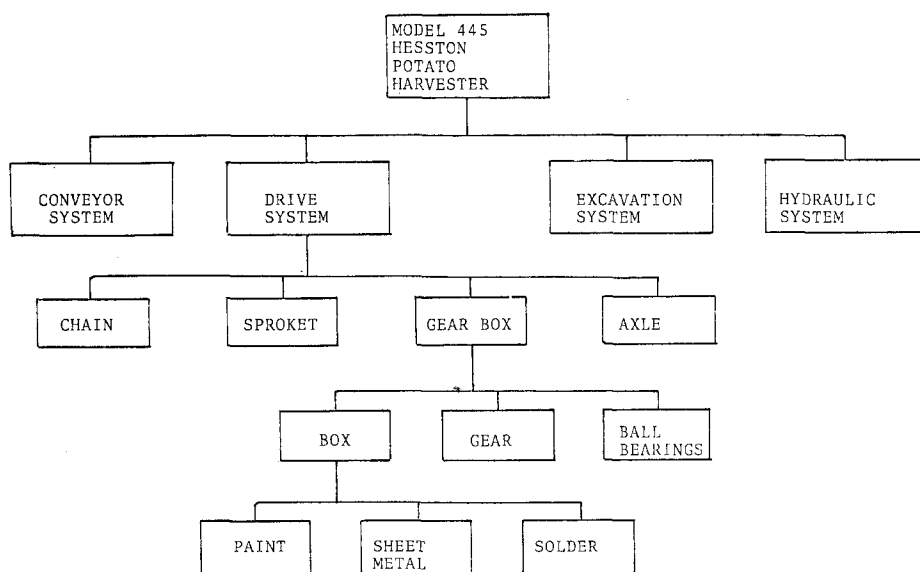 MODEL 445
HESSTON
POTATO
HARVESTER
CONVEYOR
SYSTEM
DRIVE
SYSTEM
EXCAVATION
SYSTEM
HYDRAULIC
SYSTEM
CHAIN
SPROKET
GEAR BOX
AXLE
BOX
GEAR
BALL
BEARINGS
PAINT
SHEET
METAL
SOLDER